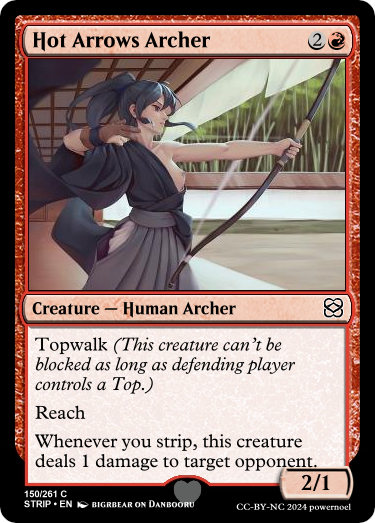 Hot Arrows Archer 2
Creature — Human Archer
Topwalk (This creature can't be
blocked as long as defending player
controls a Top.)
Reach
Whenever you strip, this creature
deals 1 damage to target opponent.
2/1
150/261 C
STRIP • EN BIGRBEAR ON DANBOORU
CC-BY-NC 2024 powernoel